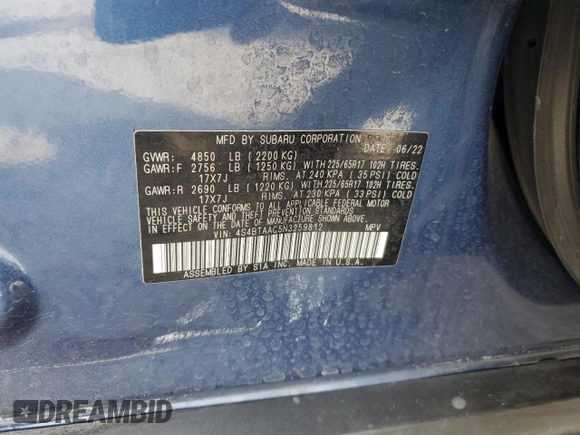 MFD BY SUBARU CORPORATION
DATE 06/22
GVWR: 4850 LB (2200 KG)
GAWR:F 2756 LB (1250 KG) WITH 225/65R17 102H TIRES.
17X7J RIMS. AT 240 KPA (35 PSI) COLD
GAWR:R 2690 LB (1220 KG) WITH 225/65R17 102H TIRES.
17X7J RIMS. AT 230 KPA (33 PSI) COLD
THIS VEHICLE CONFORMS TO ALL APPLICABLE FEDERAL MOTOR
VEHICLE SAFETY AND THEFT PREVENTION STANDARDS
IN EFFECT ON THE DATE OF MANUFACTURE SHOWN ABOVE.
VIN: 4S4BTAAC5N3259812 MPV
ASSEMBLED BY SIA, INC. MADE IN U.S.A.
DREAMBID